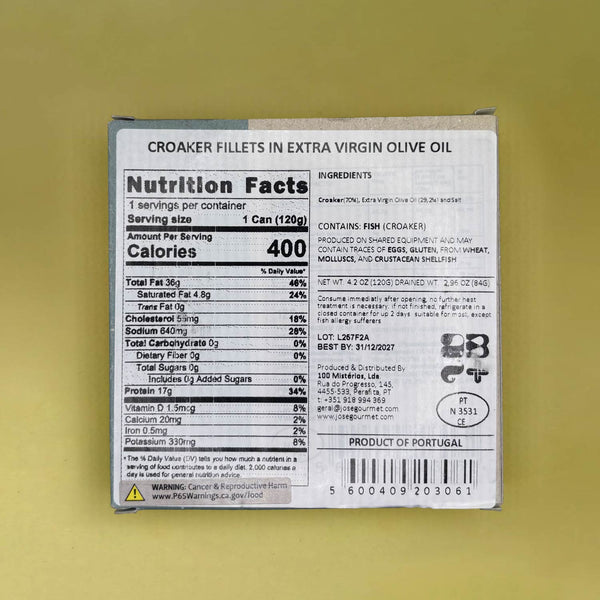 CROAKER FILLETS IN EXTRA VIRGIN OLIVE OIL
Nutrition Facts
1 servings per container
Serving size 1 Can (120g)
Amount Per Serving
Calories 400
% Daily Value*
Total Fat 36g 46%
Saturated Fat 4.8g 24%
Trans Fat 0g
Cholesterol 55mg 18%
Sodium 640mg 28%
Total Carbohydrate 0g 0%
Dietary Fiber 0g 0%
Total Sugars 0g
Includes 0g Added Sugars 0%
Protein 17g 34%
Vitamin D 1.5mcg 8%
Calcium 20mg 2%
Iron 0.5mg 2%
Potassium 330mg 8%
*The % Daily Value (DV) tells you how much a nutrient in a
serving of food contributes to a daily diet. 2,000 calories a
day is used for general nutrition advice.
WARNING: Cancer & Reproductive Harm
www.P65Warnings.ca.gov/food
INGREDIENTS
Croaker(70%), Extra Virgin Olive Oil (29,2%) and Salt
CONTAINS: FISH (CROAKER)
PRODUCED ON SHARED EQUIPMENT AND MAY
CONTAIN TRACES OF EGGS, GLUTEN, FROM WHEAT,
MOLLUSCS, AND CRUSTACEAN SHELLFISH
NET WT. 4.2 OZ (120G) DRAINED WT. 2,96 OZ (84G)
Consume immediately after opening, no further heat
treatment is necessary. if not finished, refrigerate in a
closed container for up 2 days. suitable for most, except
fish allergy sufferers
LOT: L267F2A
BEST BY: 31/12/2027
Produced & Distributed By
100 Mistérios, Lda
Rua do Progresso, 145,
4455-533, Perafita, PT
t: +351 918 994 369
geral@josegourmet.com
@josegourmet.com
PT
N 3531
CE
PRODUCT OF PORTUGAL
5 600409 203061